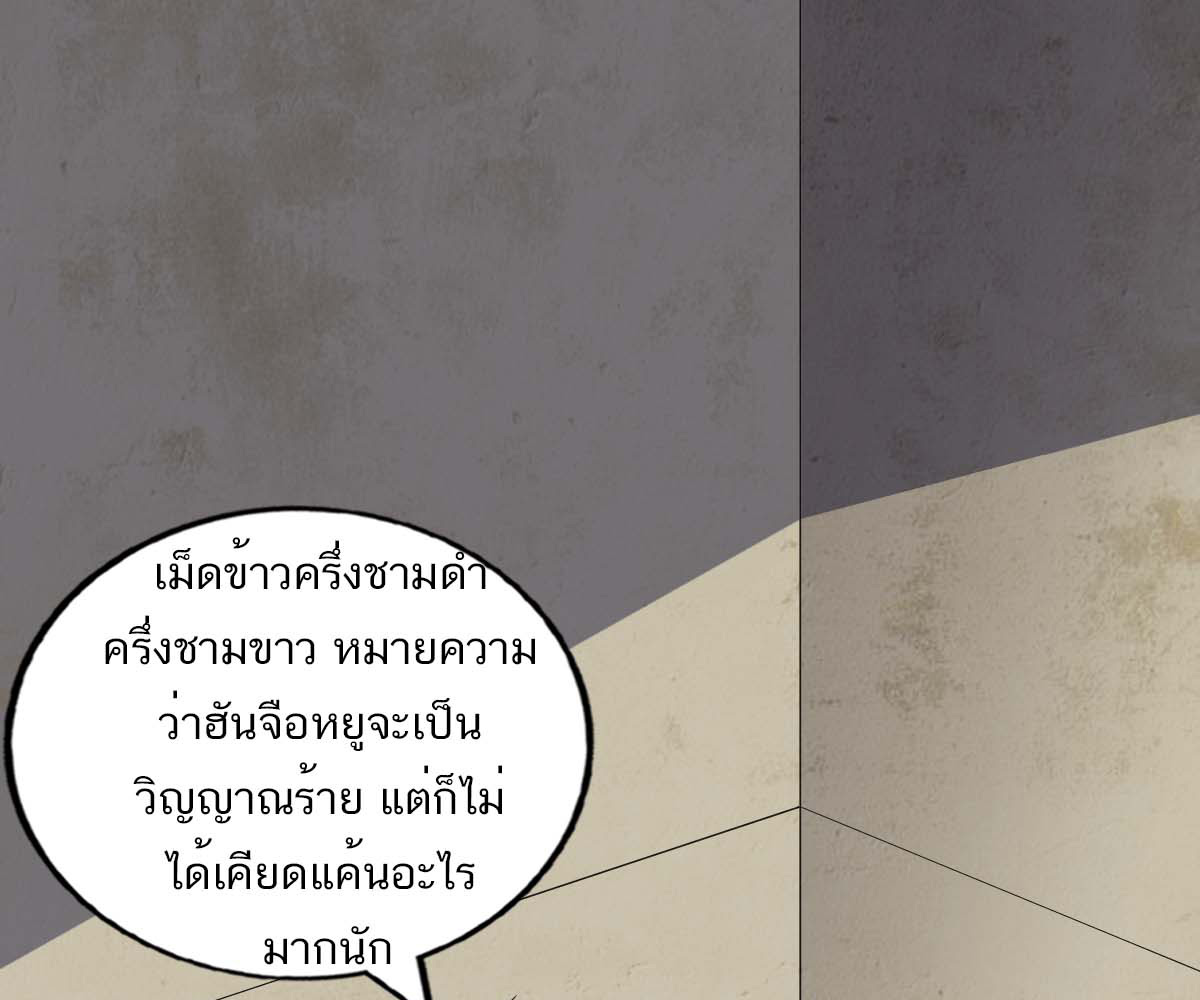 เม็ดข้าวครึ่งชามดำ
ครึ่งชามขาว หมายความ
ว่าฮันจือหยูจะเป็น
วิญญาณร้าย แต่ก็ไม่
ได้เคียดแค้นอะไร
มากนัก